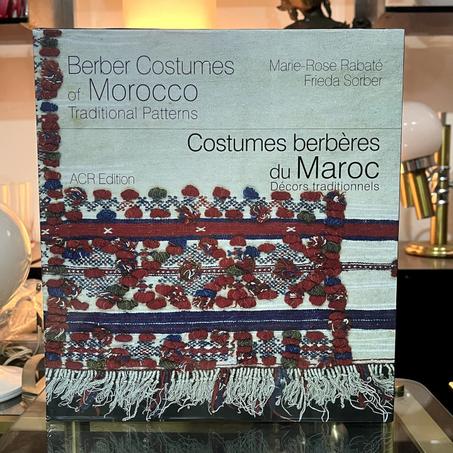 Berber Costumes
of Morocco
Traditional Patterns
Marie-Rose Rabaté
Frieda Sorber
Costumes berbères
du Maroc
Décors traditionnels
ACR Edition